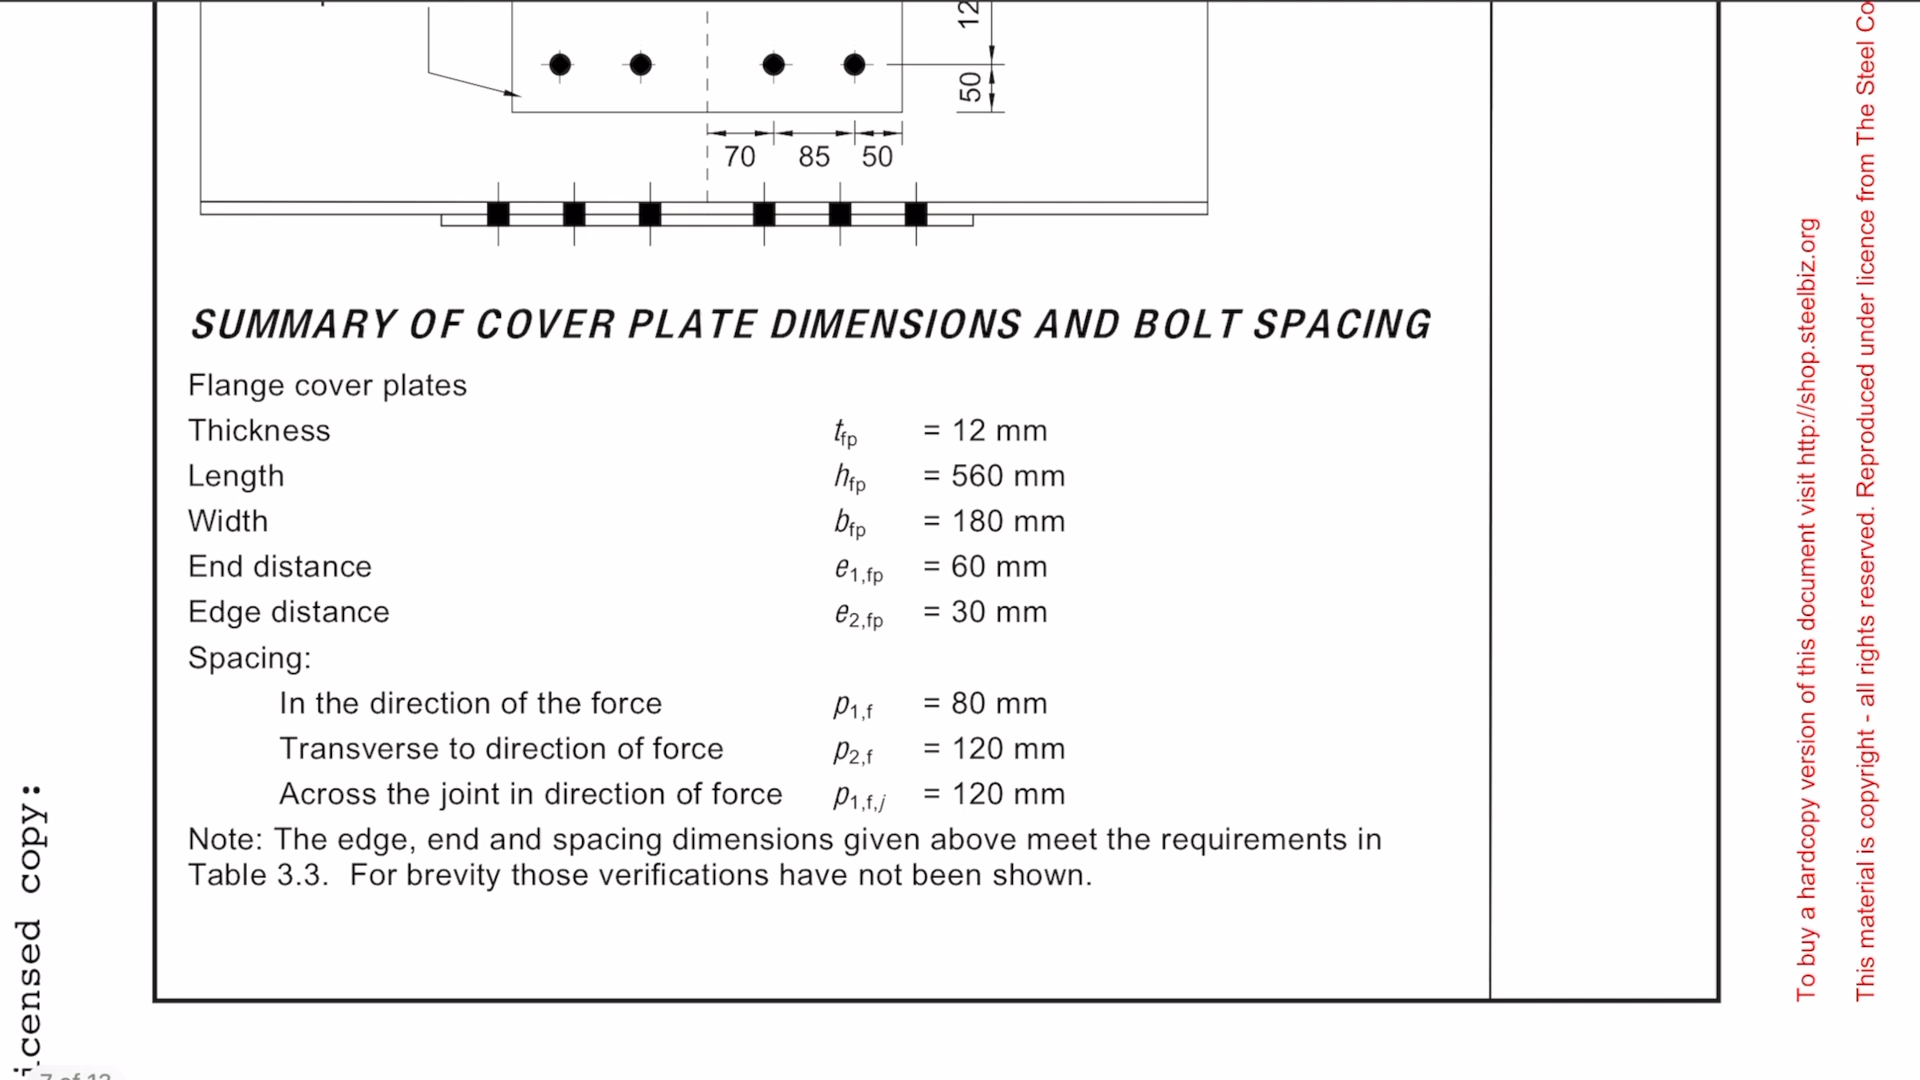 12
50
70 85 50
SUMMARY OF COVER PLATE DIMENSIONS AND BOLT SPACING
Flange cover plates
Thickness tfp = 12 mm
Length hfp = 560 mm
Width bfp = 180 mm
End distance e1,fp = 60 mm
Edge distance e2,fp = 30 mm
Spacing:
In the direction of the force p1,f = 80 mm
Transverse to direction of force p2,f = 120 mm
Across the joint in direction of force p1,f,j = 120 mm
Note: The edge, end and spacing dimensions given above meet the requirements in
Table 3.3. For brevity those verifications have not been shown.
icensed copy:
To buy a hardcopy version of this document visit http://shop.steelbiz.org
This material is copyright - all rights reserved. Reproduced under licence from The Steel Co
7 of 13